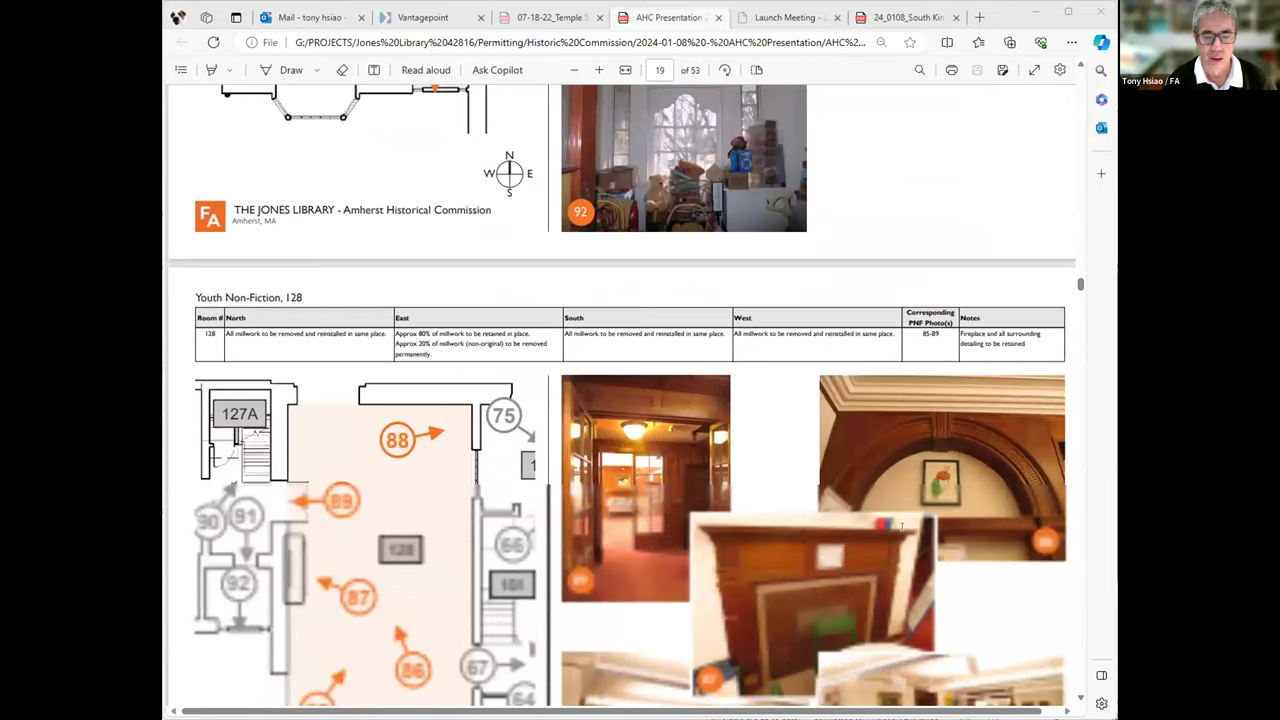 Mail - tony hsiao -
Vantagepoint
07-18-22_Temple S
AHC Presentation 2
Launch Meeting - 2
24_0108_South Kin
File
G:/PROJECTS/Jones%20Library%2042816/Permitting/Historic%20Commission/2024-01-08%20-%20AHC%20Presentation/AHC%...
Draw
Read aloud
Ask Copilot
19 of 53
Tony Hsiao / FA
N
W E
S
FA
THE JONES LIBRARY - Amherst Historical Commission
Amherst, MA
92
Youth Non-Fiction, 128
Room # North East South West Corresponding PNF Photo(s) Notes
128 All millwork to be removed and reinstalled in same place. Approx 80% of millwork to be retained in place. All millwork to be removed and reinstalled in same place. All millwork to be removed and reinstalled in same place. 85-89 Fireplace and all surrounding
Approx 20% of millwork (non-original) to be removed detailing to be retained
permanently.
127A
75
88
89
90
91
128
66
92
87
101
86
67
64